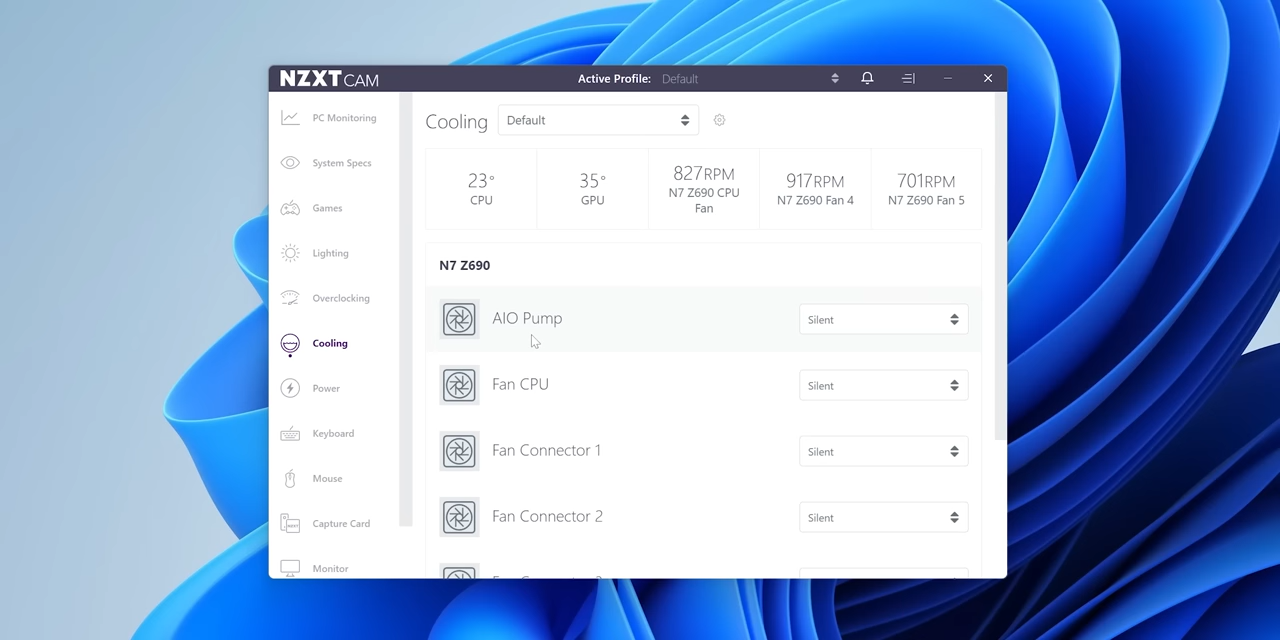 NZXT CAM
Active Profile: Default
PC Monitoring
System Specs
Games
Lighting
Overclocking
Cooling
Power
Keyboard
Mouse
Capture Card
Monitor
Cooling
Default
23°
CPU
35°
GPU
827RPM
N7 Z690 CPU
Fan
917RPM
N7 Z690 Fan 4
701RPM
N7 Z690 Fan 5
N7 Z690
AIO Pump
Silent
Fan CPU
Silent
Fan Connector 1
Silent
Fan Connector 2
Silent